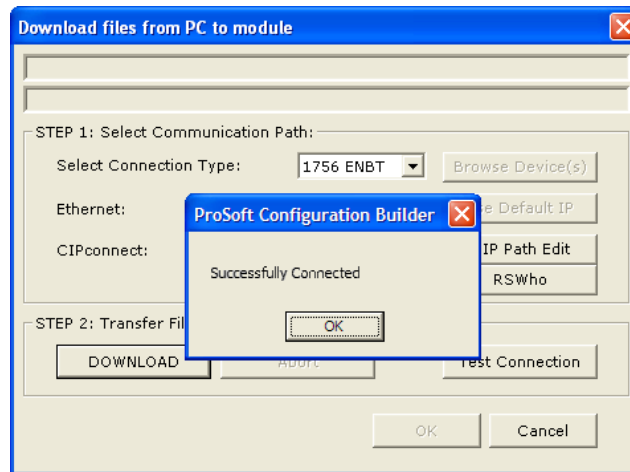 Download files from PC to module
STEP 1: Select Communication Path:
Select Connection Type:
1756 ENBT
Browse Device(s)
Ethernet:
Default IP
CIPconnect:
IP Path Edit
RSWho
ProSoft Configuration Builder
Successfully Connected
OK
STEP 2: Transfer
DOWNLOAD
Abort
Test Connection
OK
Cancel